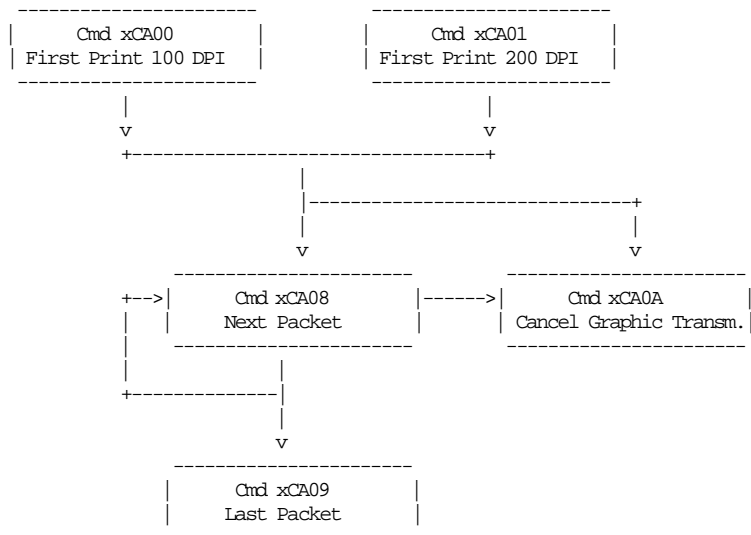 Cmd xCA00
First Print 100 DPI
Cmd xCA01
First Print 200 DPI
v
v
v
v
Cmd xCA08
Next Packet
Cmd xCA0A
Cancel Graphic Transm.
v
Cmd xCA09
Last Packet